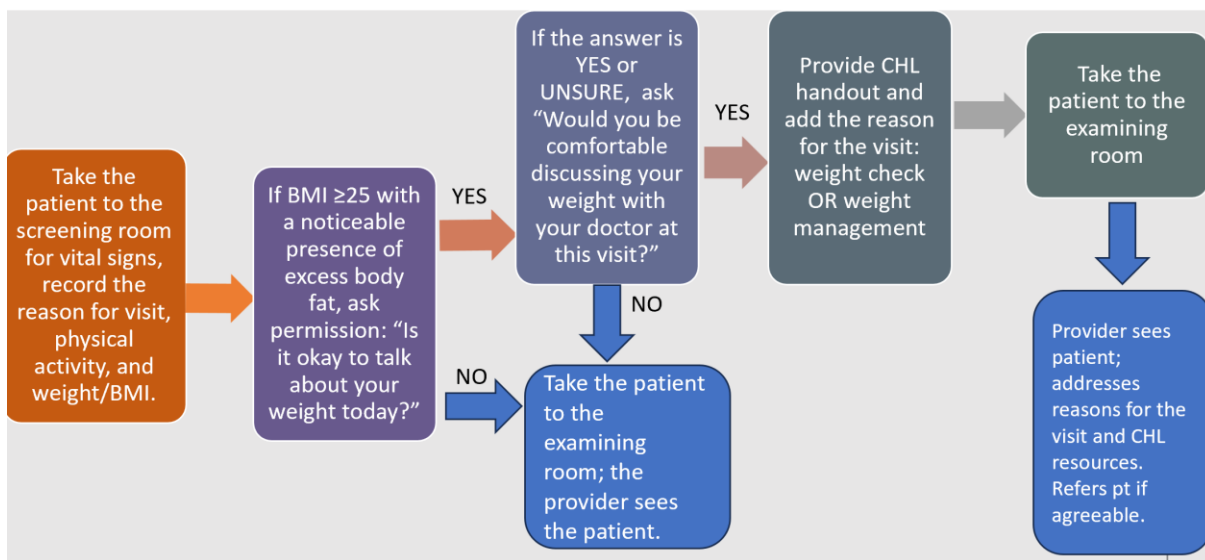 Take the
patient to the
screening room
for vital signs,
record the
reason for visit,
physical
activity, and
weight/BMI.
If BMI ≥25 with
a noticeable
presence of
excess body
fat, ask
permission: “Is
it okay to talk
about your
weight today?”
YES
NO
If the answer is
YES or
UNSURE, ask
“Would you be
comfortable
discussing your
weight with
your doctor at
this visit?”
YES
NO
Take the patient
to the
examining
room; the
provider sees
the patient.
Provide CHL
handout and
add the reason
for the visit:
weight check
OR weight
management
Take the
patient to the
examining
room
Provider sees
patient;
addresses
reasons for the
visit and CHL
resources.
Refers pt if
agreeable.